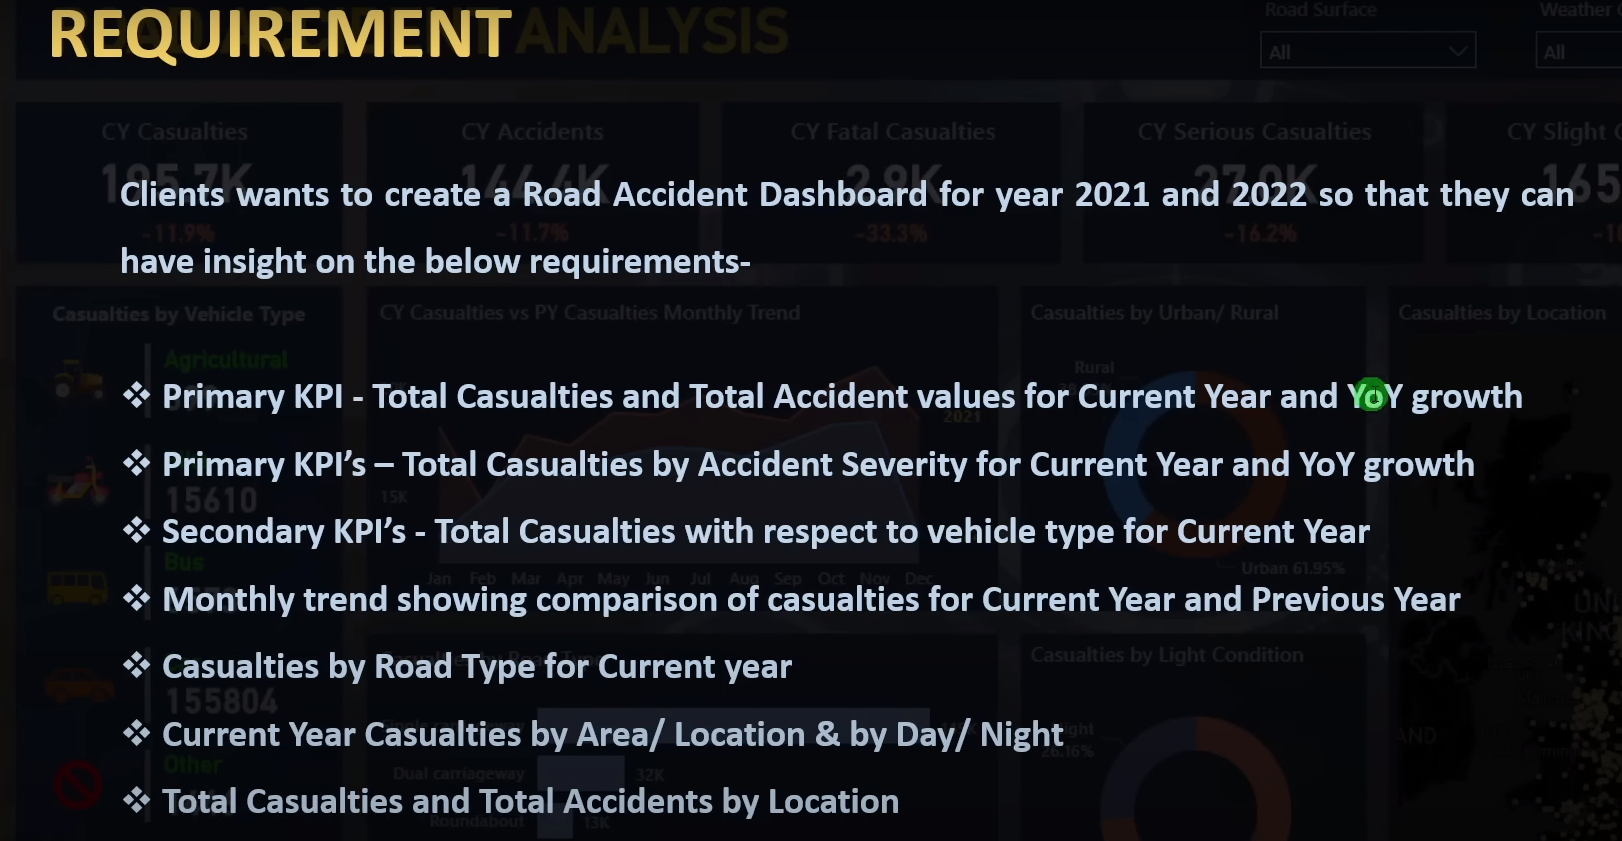 REQUIREMENT
ANALYSIS
Road Surface
Weather
All
All
CY Casualties
CY Accidents
CY Fatal Casualties
CY Serious Casualties
CY Slight
195.7K
144.4K
2.9K
27.0K
165
Clients wants to create a Road Accident Dashboard for year 2021 and 2022 so that they can
-11.9%
-11.7%
-33.3%
-16.2%
have insight on the below requirements-
Casualties by Vehicle Type
CY Casualties vs PY Casualties Monthly Trend
Casualties by Urban/ Rural
Casualties by Location
Agricultural
Rural
❖ Primary KPI - Total Casualties and Total Accident values for Current Year and YoY growth
2021
❖ Primary KPI’s – Total Casualties by Accident Severity for Current Year and YoY growth
15610
15K
❖ Secondary KPI’s - Total Casualties with respect to vehicle type for Current Year
Bus
Urban 61.95%
Jan Feb Mar Apr May Jun Jul Aug Sep Oct Nov Dec
❖ Monthly trend showing comparison of casualties for Current Year and Previous Year
Casualties by Road Type
Casualties by Light Condition
❖ Casualties by Road Type for Current year
155804
Single carriageway
❖ Current Year Casualties by Area/ Location & by Day/ Night
26.16%
Other
Dual carriageway
32K
❖ Total Casualties and Total Accidents by Location
Roundabout
13K